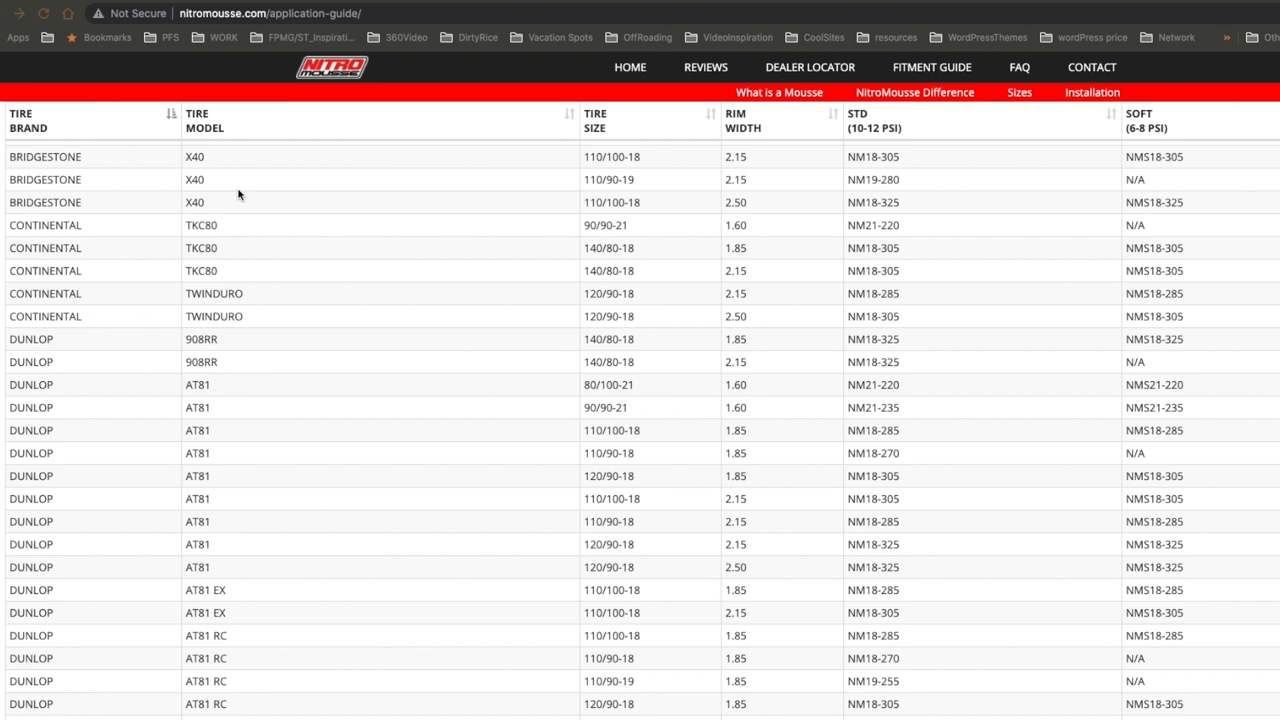 Not Secure | nitromousse.com/application-guide/
Apps Bookmarks PFS WORK FPMG/ST_Inspirati... 360Video DirtyRice Vacation Spots OffRoading VideoInspiration CoolSites resources WordPressThemes wordPress price Network » Oth
NITRO MOUSSE HOME REVIEWS DEALER LOCATOR FITMENT GUIDE FAQ CONTACT
What is a Mousse NitroMousse Difference Sizes Installation
TIRE TIRE TIRE RIM STD SOFT
BRAND MODEL SIZE WIDTH (10-12 PSI) (6-8 PSI)
BRIDGESTONE X40 110/100-18 2.15 NM18-305 NMS18-305
BRIDGESTONE X40 110/90-19 2.15 NM19-280 N/A
BRIDGESTONE X40 110/100-18 2.50 NM18-325 NMS18-325
CONTINENTAL TKC80 90/90-21 1.60 NM21-220 N/A
CONTINENTAL TKC80 140/80-18 1.85 NM18-305 NMS18-305
CONTINENTAL TKC80 140/80-18 2.15 NM18-305 NMS18-305
CONTINENTAL TWINDURO 120/90-18 2.15 NM18-285 NMS18-285
CONTINENTAL TWINDURO 120/90-18 2.50 NM18-305 NMS18-305
DUNLOP 908RR 140/80-18 1.85 NM18-325 NMS18-325
DUNLOP 908RR 140/80-18 2.15 NM18-325 N/A
DUNLOP AT81 80/100-21 1.60 NM21-220 NMS21-220
DUNLOP AT81 90/90-21 1.60 NM21-235 NMS21-235
DUNLOP AT81 110/100-18 1.85 NM18-285 NMS18-285
DUNLOP AT81 110/90-18 1.85 NM18-270 N/A
DUNLOP AT81 120/90-18 1.85 NM18-305 NMS18-305
DUNLOP AT81 110/100-18 2.15 NM18-305 NMS18-305
DUNLOP AT81 110/90-18 2.15 NM18-285 NMS18-285
DUNLOP AT81 120/90-18 2.15 NM18-325 NMS18-325
DUNLOP AT81 120/90-18 2.50 NM18-325 NMS18-325
DUNLOP AT81 EX 110/100-18 1.85 NM18-285 NMS18-285
DUNLOP AT81 EX 110/100-18 2.15 NM18-305 NMS18-305
DUNLOP AT81 RC 110/100-18 1.85 NM18-285 NMS18-285
DUNLOP AT81 RC 110/90-18 1.85 NM18-270 N/A
DUNLOP AT81 RC 110/90-19 1.85 NM19-255 N/A
DUNLOP AT81 RC 120/90-18 1.85 NM18-305 NMS18-305